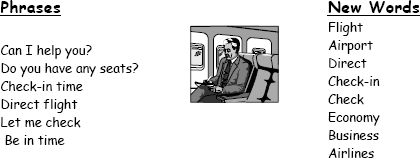 Phrases
Can I help you?
Do you have any seats?
Check-in time
Direct flight
Let me check
Be in time
New Words
Flight
Airport
Direct
Check-in
Check
Economy
Business
Airlines